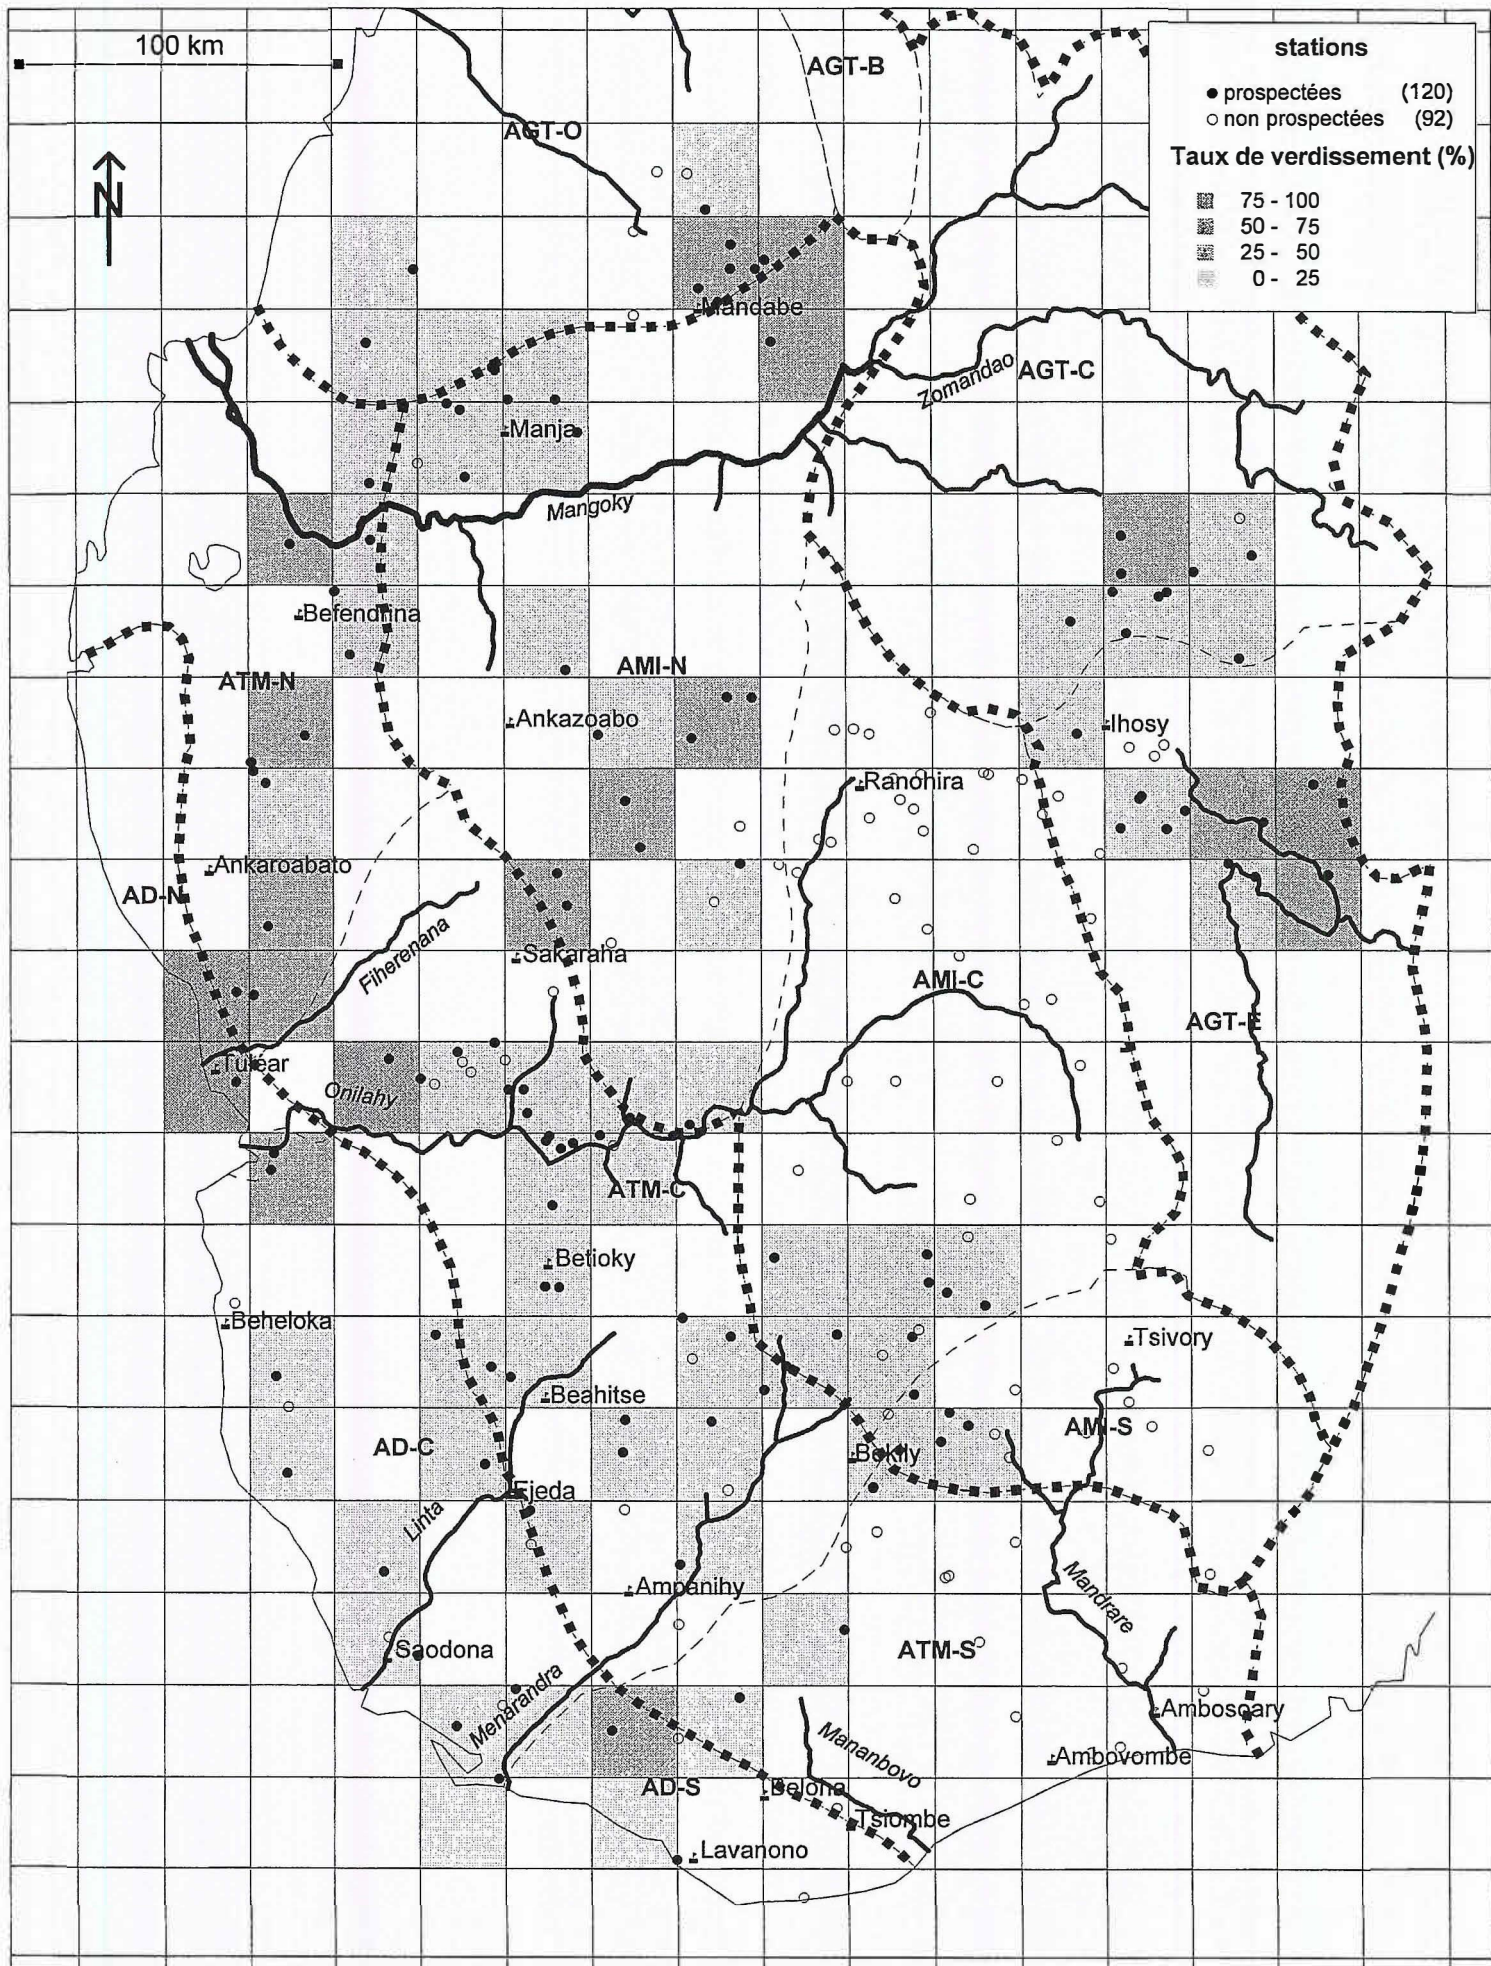 100 km
stations
● prospectées (120)
○ non prospectées (92)
Taux de verdissement (%)
75 - 100
50 - 75
25 - 50
0 - 25
N
AGT-B
AGT-O
Mandabe
Zomandao
AGT-C
Manja
Mangoky
Befendrina
ATM-N
AMI-N
Ankazoabo
Ihosy
Ranohira
Ankaroabato
AD-N
Fiherenana
Sakaraha
AMI-C
AGT-E
Tuléar
Onilahy
ATM-C
Betioky
Beheloka
Tsivory
Beahitse
AD-C
AMI-S
Bekily
Ejeda
Linta
Ampanihy
Mandrare
Saodona
ATM-S
Menarandra
Ambosoary
Mananbovo
Ambovombe
AD-S
Beloha
Tsiombe
Lavanono